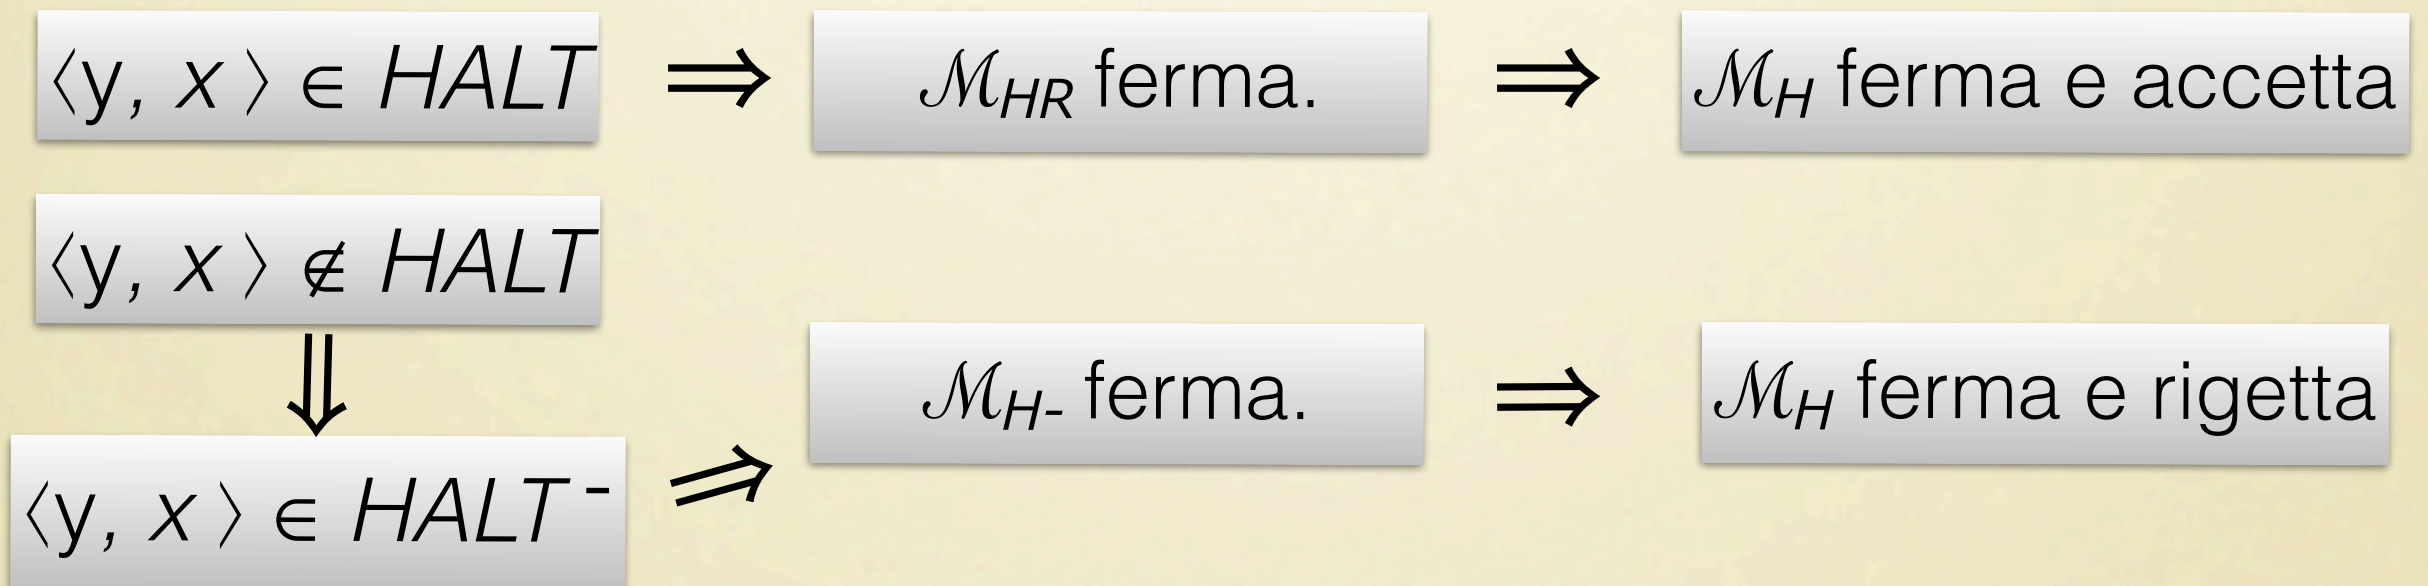 ⟨y, x ⟩ ∈ HALT ⇒ ℳHR ferma. ⇒ ℳH ferma e accetta
⟨y, x ⟩ ∉ HALT
⇓
ℳH- ferma. ⇒ ℳH ferma e rigetta
⟨y, x ⟩ ∈ HALT - ⇒